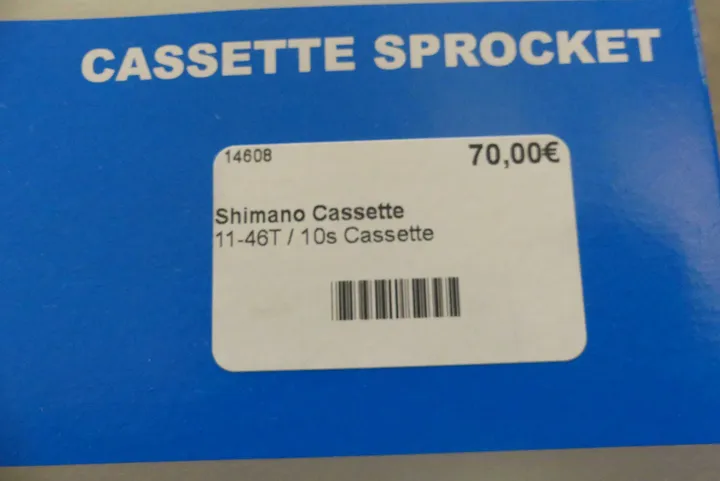 CASSETTE SPROCKET
14608 70,00€
Shimano Cassette
11-46T / 10s Cassette